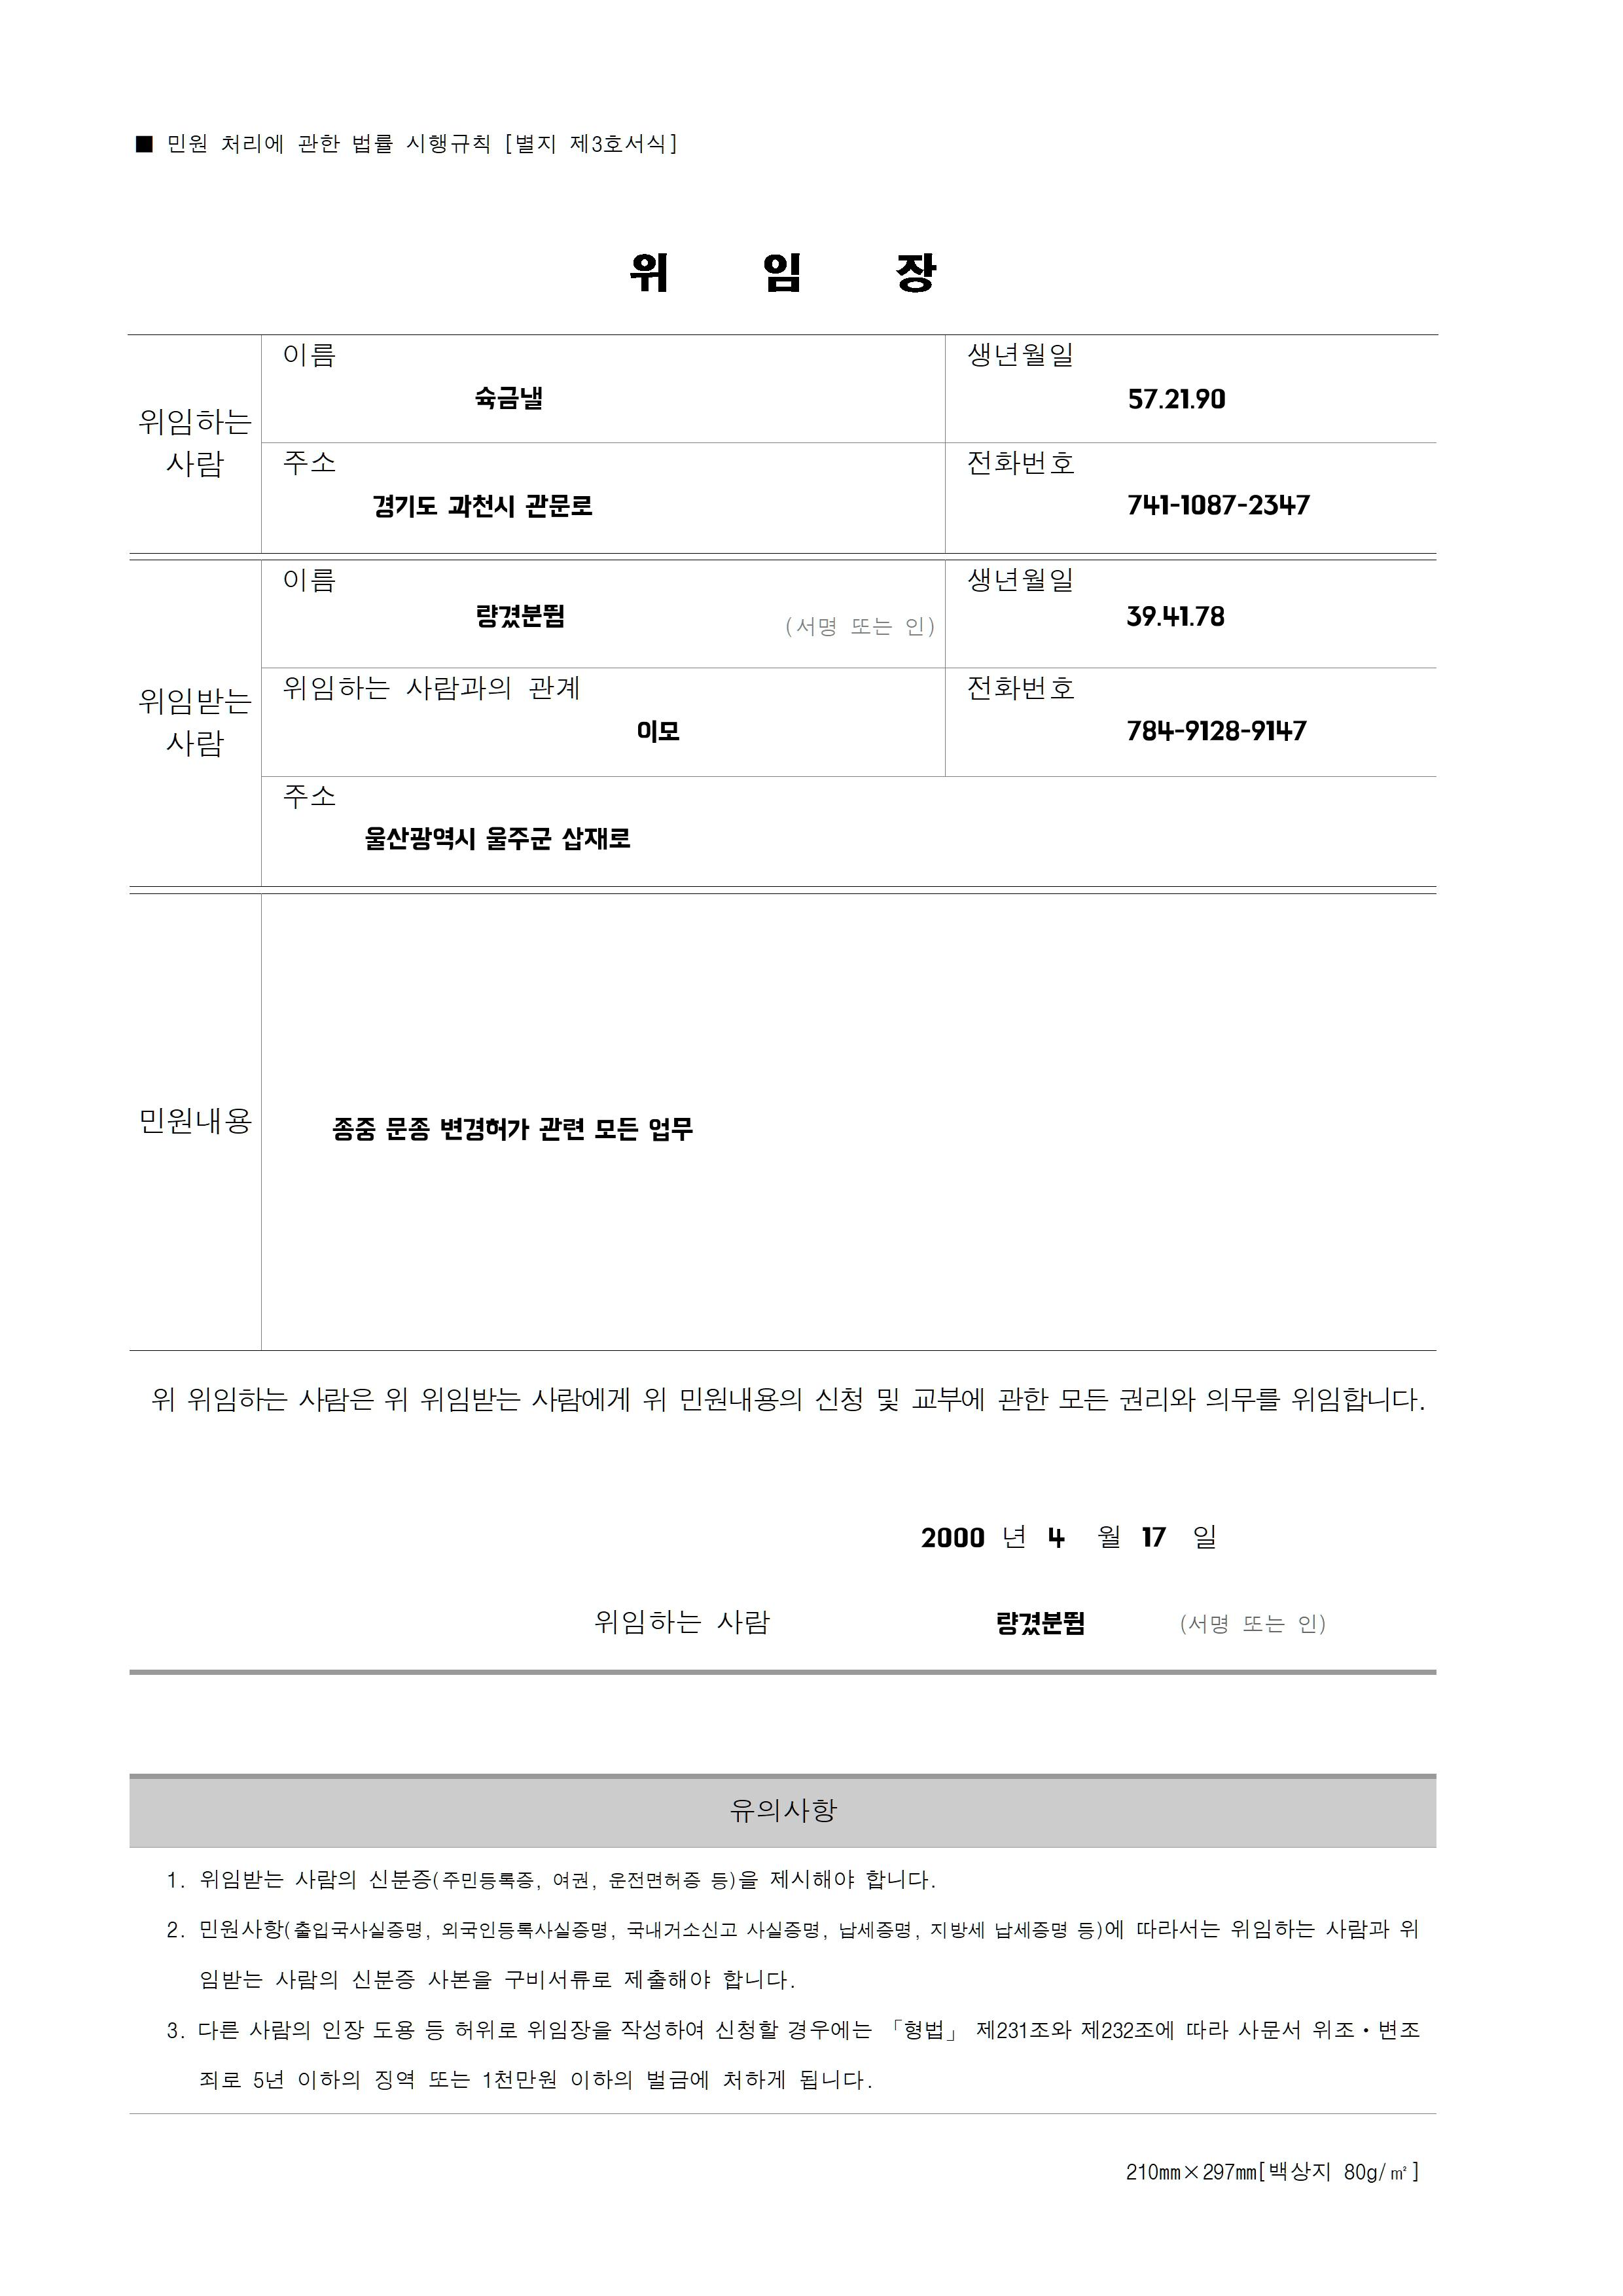 ■ 민원 처리에 관한 법률 시행규칙 [별지 제3호서식]
위 임 장
위임하는 사람
이름
슉금낼
생년월일
57.21.90
주소
경기도 과천시 관문로
전화번호
741-1087-2347
위임받는 사람
이름
량겼분뛈
(서명 또는 인)
생년월일
39.41.78
위임하는 사람과의 관계
이모
전화번호
784-9128-9147
주소
울산광역시 울주군 삽재로
민원내용
종중 문종 변경허가 관련 모든 업무
위 위임하는 사람은 위 위임받는 사람에게 위 민원내용의 신청 및 교부에 관한 모든 권리와 의무를 위임합니다.
2000 년 4 월 17 일
위임하는 사람 량겼분뛈 (서명 또는 인)
유의사항
1. 위임받는 사람의 신분증(주민등록증, 여권, 운전면허증 등)을 제시해야 합니다.
2. 민원사항(출입국사실증명, 외국인등록사실증명, 국내거소신고 사실증명, 납세증명, 지방세 납세증명 등)에 따라서는 위임하는 사람과 위
임받는 사람의 신분증 사본을 구비서류로 제출해야 합니다.
3. 다른 사람의 인장 도용 등 허위로 위임장을 작성하여 신청할 경우에는 「형법」 제231조와 제232조에 따라 사문서 위조·변조
죄로 5년 이하의 징역 또는 1천만원 이하의 벌금에 처하게 됩니다.
210㎜×297㎜[백상지 80g/㎡]